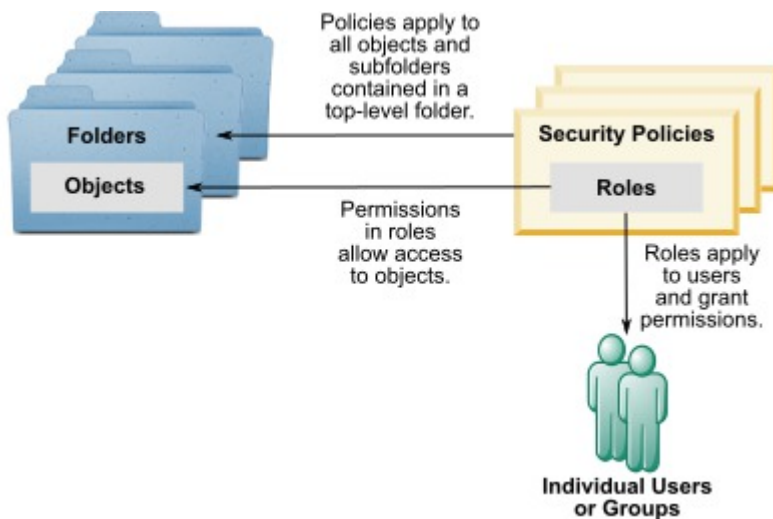 Policies apply to
all objects and
subfolders
contained in a
top-level folder.
Folders
Objects
Security Policies
Roles
Permissions
in roles
allow access
to objects.
Roles apply
to users
and grant
permissions.
Individual Users
or Groups